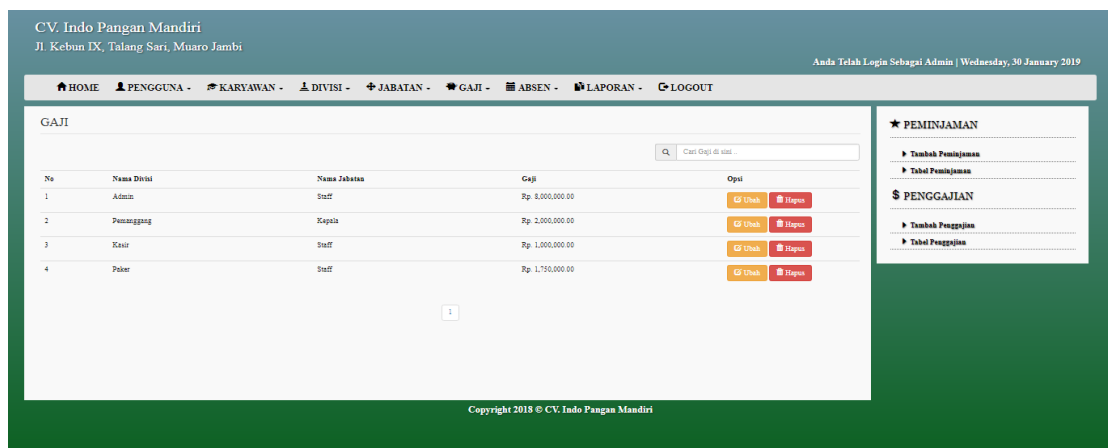 CV. Indo Pangan Mandiri
Jl. Kebun IX, Talang Sari, Muaro Jambi
Anda Telah Login Sebagai Admin | Wednesday, 30 January 2019
HOME PENGGUNA KARYAWAN DIVISI JABATAN GAJI ABSEN LAPORAN LOGOUT
GAJI
Cari Gaji di sini...
No Nama Divisi Nama Jabatan Gaji Opsi
1 Admin Staff Rp. 8,000,000.00 Ubah Hapus
2 Pemanggang Kepala Rp. 2,000,000.00 Ubah Hapus
3 Kasir Staff Rp. 1,000,000.00 Ubah Hapus
4 Paker Staff Rp. 1,750,000.00 Ubah Hapus
1
PEMINJAMAN
Tambah Peminjaman
Tabel Peminjaman
$ PENGGAJIAN
Tambah Penggajian
Tabel Penggajian
Copyright 2018 © CV. Indo Pangan Mandiri